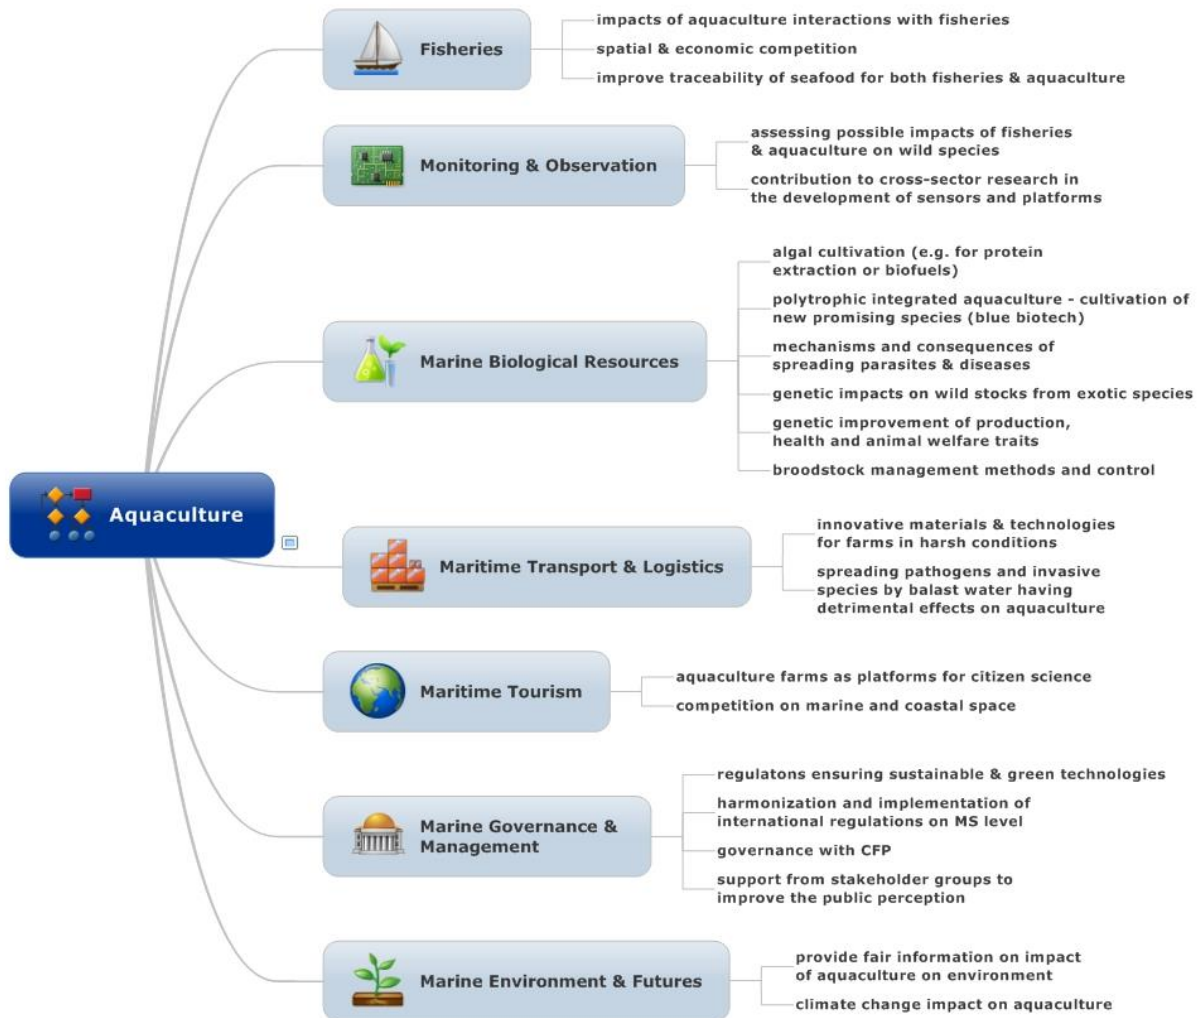 Aquaculture
Fisheries
impacts of aquaculture interactions with fisheries
spatial & economic competition
improve traceability of seafood for both fisheries & aquaculture
Monitoring & Observation
assessing possible impacts of fisheries
& aquaculture on wild species
contribution to cross-sector research in
the development of sensors and platforms
Marine Biological Resources
algal cultivation (e.g. for protein
extraction or biofuels)
polytrophic integrated aquaculture - cultivation of
new promising species (blue biotech)
mechanisms and consequences of
spreading parasites & diseases
genetic impacts on wild stocks from exotic species
genetic improvement of production,
health and animal welfare traits
broodstock management methods and control
Maritime Transport & Logistics
innovative materials & technologies
for farms in harsh conditions
spreading pathogens and invasive
species by balast water having
detrimental effects on aquaculture
Maritime Tourism
aquaculture farms as platforms for citizen science
competition on marine and coastal space
Marine Governance &
Management
regulatons ensuring sustainable & green technologies
harmonization and implementation of
international regulations on MS level
governance with CFP
support from stakeholder groups to
improve the public perception
Marine Environment & Futures
provide fair information on impact
of aquaculture on environment
climate change impact on aquaculture